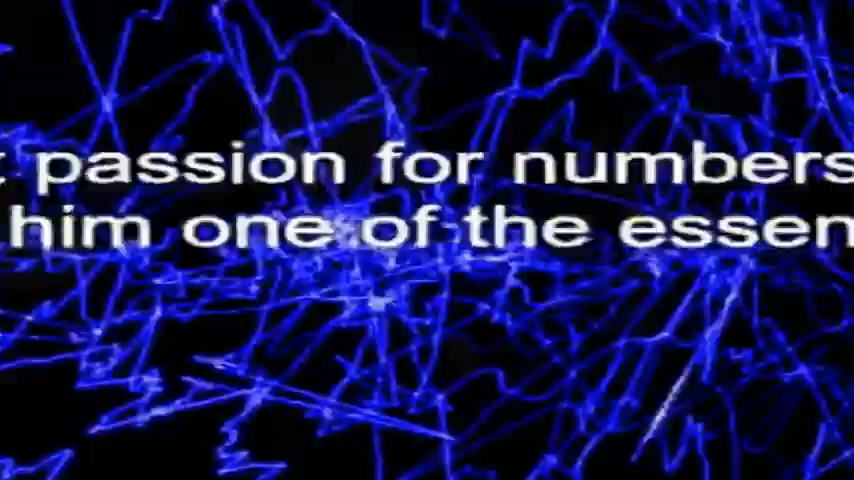 passion for numbers
him one of the essen